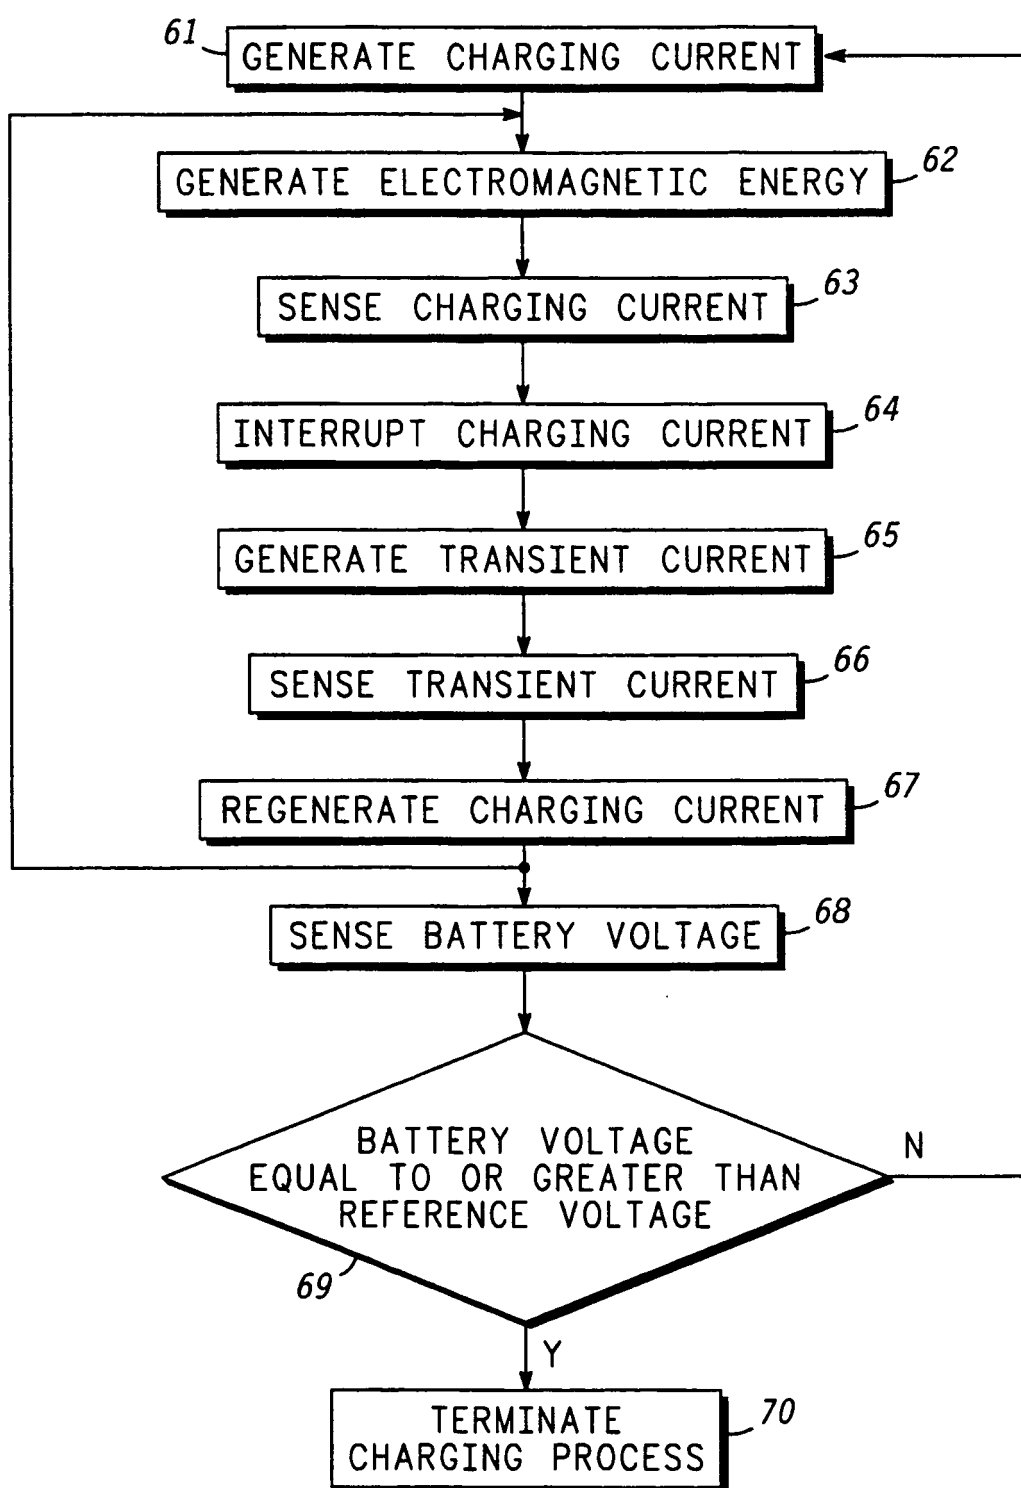 61
GENERATE CHARGING CURRENT
GENERATE ELECTROMAGNETIC ENERGY
62
SENSE CHARGING CURRENT
63
INTERRUPT CHARGING CURRENT
64
GENERATE TRANSIENT CURRENT
65
SENSE TRANSIENT CURRENT
66
REGENERATE CHARGING CURRENT
67
SENSE BATTERY VOLTAGE
68
BATTERY VOLTAGE
EQUAL TO OR GREATER THAN
REFERENCE VOLTAGE
N
69
Y
TERMINATE
CHARGING PROCESS
70